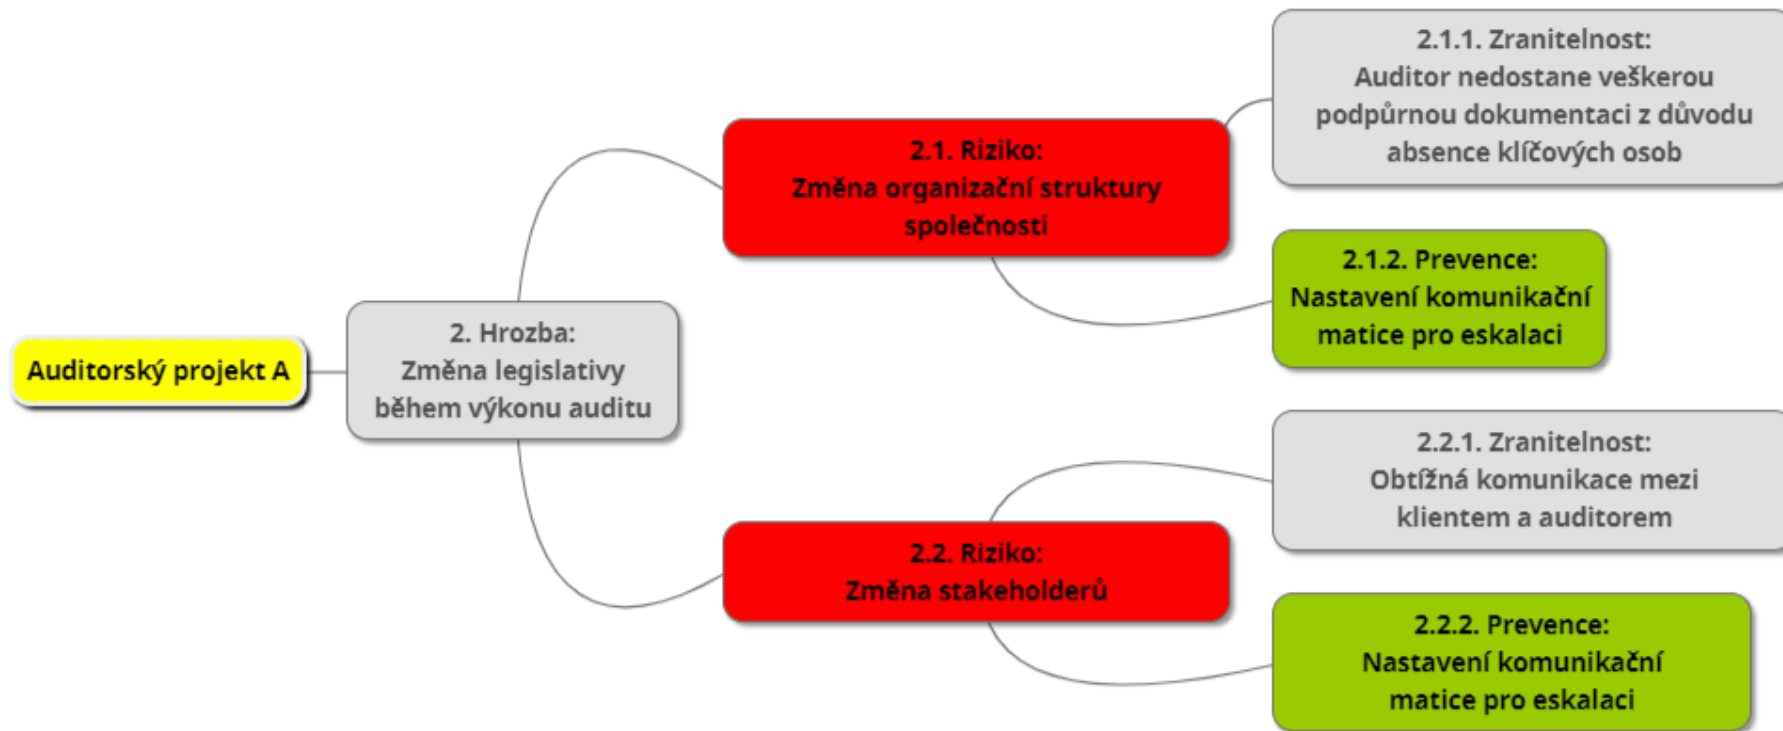 Auditorský projekt A
2. Hrozba:
Změna legislativy
během výkonu auditu
2.1. Riziko:
Změna organizační struktury
společnosti
2.1.1. Zranitelnost:
Auditor nedostane veškerou
podpůrnou dokumentaci z důvodu
absence klíčových osob
2.1.2. Prevence:
Nastavení komunikační
matice pro eskalaci
2.2. Riziko:
Změna stakeholderů
2.2.1. Zranitelnost:
Obtížná komunikace mezi
klientem a auditorem
2.2.2. Prevence:
Nastavení komunikační
matice pro eskalaci